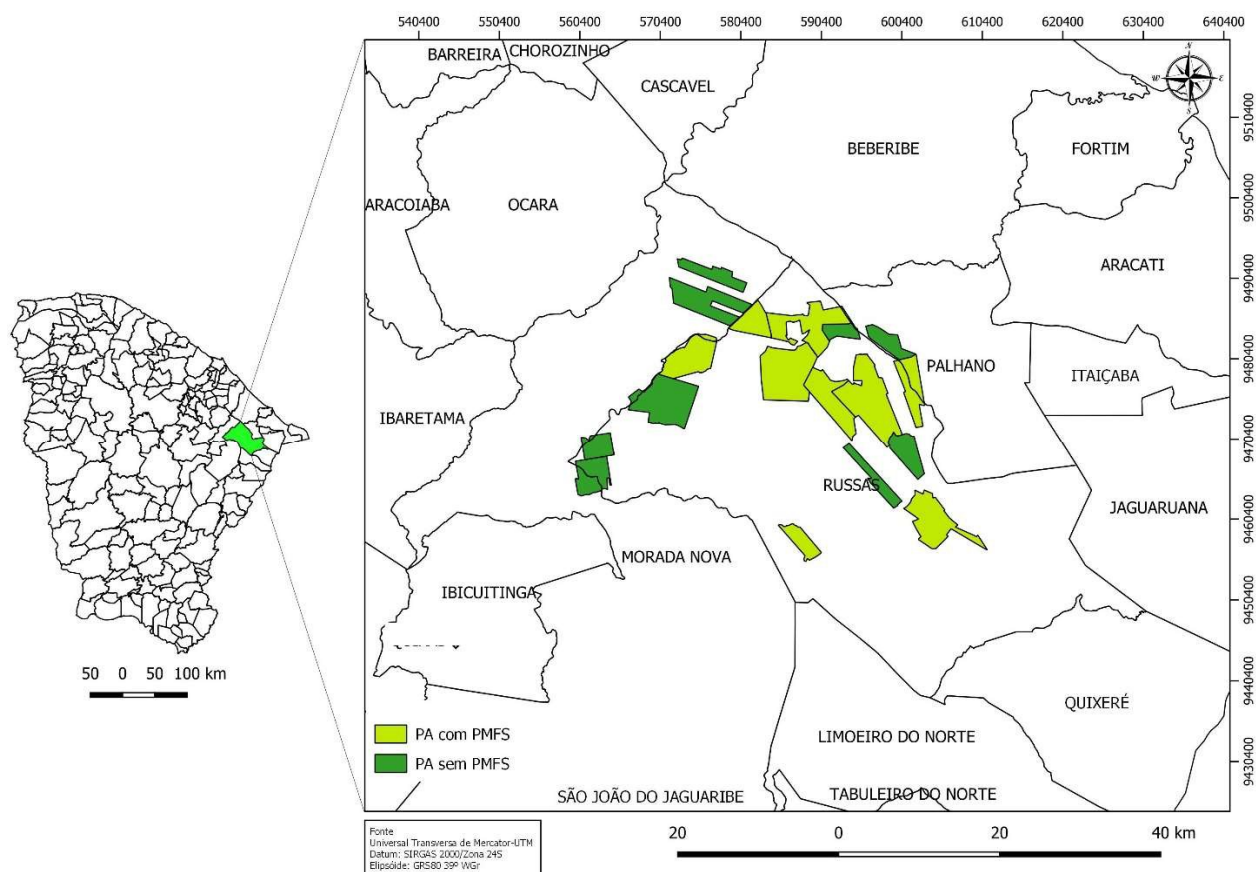 540400 550400 560400 570400 580400 590400 600400 610400 620400 630400 640400
BARREIRA
CHOROZINHO
CASCAVEL
N
W E
S
9510400
BEBERIBE
FORTIM
ARACOIABA
OCARA
9500400
ARACATI
9490400
9480400
PALHANO
ITAIÇABA
IBARETAMA
9470400
RUSSAS
JAGUARUANA
9460400
MORADA NOVA
IBICUITINGA
9450400
50 0 50 100 km
9440400
QUIXERÉ
PA com PMFS
LIMOEIRO DO NORTE
PA sem PMFS
9430400
SÃO JOÃO DO JAGUARIBE
TABULEIRO DO NORTE
Fonte
Universal Transversa de Mercator-UTM
Datum: SIRGAS 2000/Zona 24S
Elipsóide: GRS80 39º WGr
20 0 20 40 km